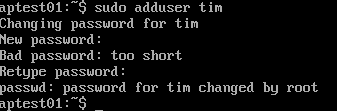 aptest01:~$ sudo adduser tim
Changing password for tim
New password:
Bad password: too short
Retype password:
passwd: password for tim changed by root
aptest01:~$ _